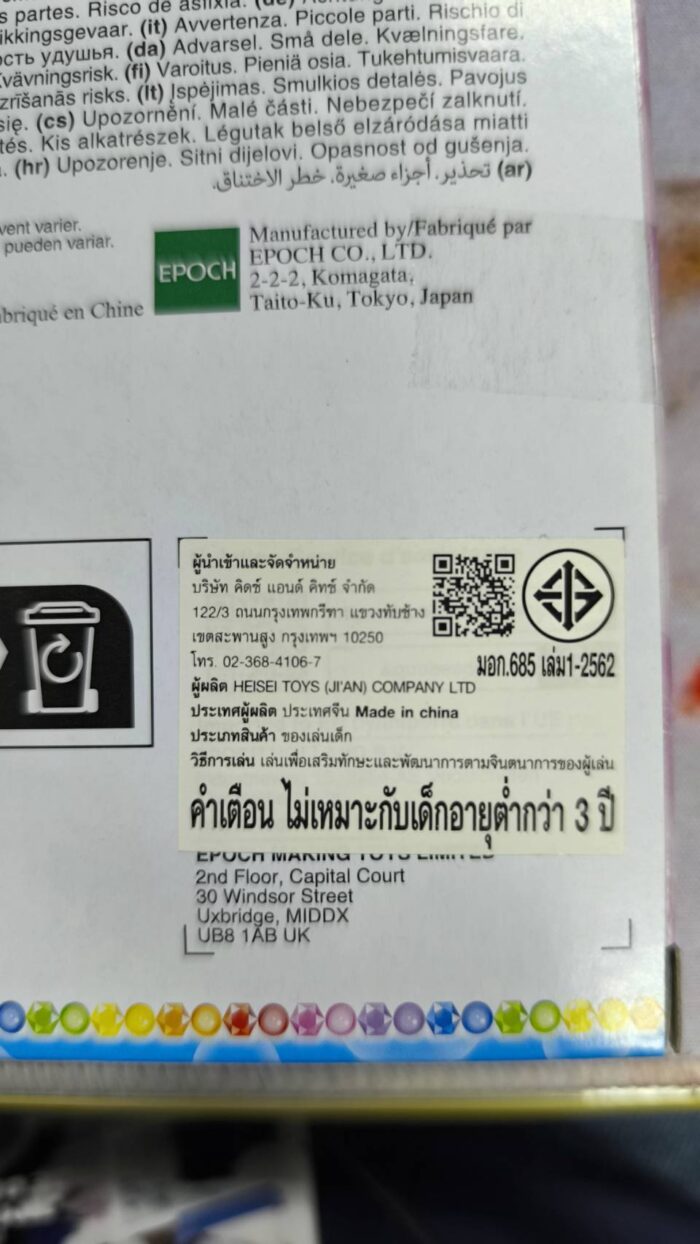 s partes. Risco de asfixia.
ikkingsgevaar. (it) Avvertenza. Piccole parti. Rischio di
ость удушья. (da) Advarsel. Små dele. Kvælningsfare.
vävningsrisk. (fi) Varoitus. Pieniä osia. Tukehtumisvaara.
zrīšanās risks. (lt) Įspėjimas. Smulkios detalės. Pavojus
się. (cs) Upozornění. Malé části. Nebezpečí zalknutí.
tés. Kis alkatrészek. Légutak belső elzáródása miatti
. (hr) Upozorenje. Sitni dijelovi. Opasnost od gušenja.
(ar) تحذير. أجزاء صغيرة. خطر الاختناق.
vent varier.
pueden variar.
briqué en Chine
EPOCH
Manufactured by/Fabriqué par
EPOCH CO., LTD.
2-2-2, Komagata,
Taito-Ku, Tokyo, Japan
ผู้นำเข้าและจัดจำหน่าย
บริษัท คิดซ์ แอนด์ คิทซ์ จำกัด
122/3 ถนนกรุงเทพกรีฑา แขวงทับช้าง
เขตสะพานสูง กรุงเทพฯ 10250
โทร. 02-368-4106-7
มอก.685 เล่ม1-2562
ผู้ผลิต HEISEI TOYS (JI'AN) COMPANY LTD
ประเทศผู้ผลิต ประเทศจีน Made in china
ประเภทสินค้า ของเล่นเด็ก
วิธีการเล่น เล่นเพื่อเสริมทักษะและพัฒนาการตามจินตนาการของผู้เล่น
คำเตือน ไม่เหมาะกับเด็กอายุต่ำกว่า 3 ปี
EPOCH MAKING TOYS LIMITED
2nd Floor, Capital Court
30 Windsor Street
Uxbridge, MIDDX
UB8 1AB UK